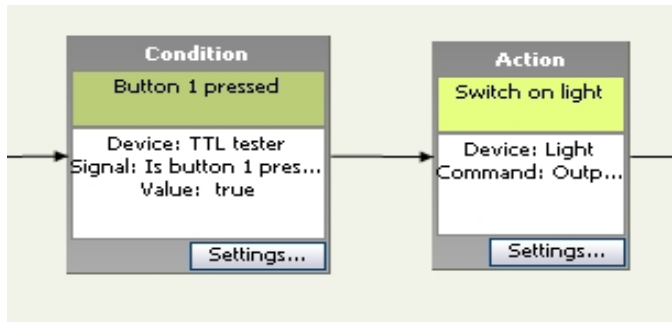 Condition
Button 1 pressed
Device: TTL tester
Signal: Is button 1 pres...
Value: true
Settings...
Action
Switch on light
Device: Light
Command: Outp...
Settings...